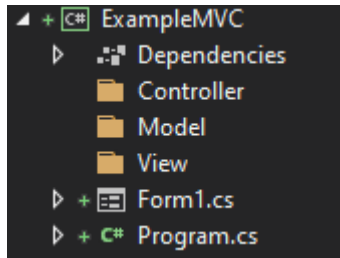 C# ExampleMVC
Dependencies
Controller
Model
View
+ Form1.cs
+ C# Program.cs